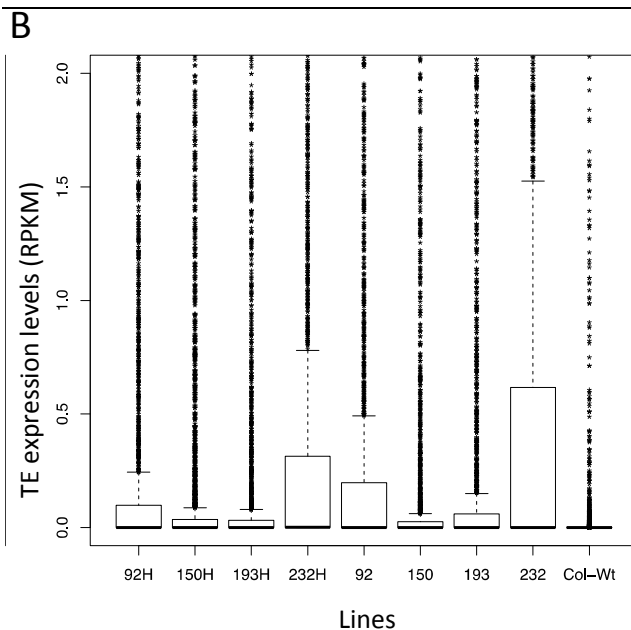 B
TE expression levels (RPKM)
2.0
1.5
1.0
0.5
0.0
92H 150H 193H 232H 92 150 193 232 Col-Wt
Lines